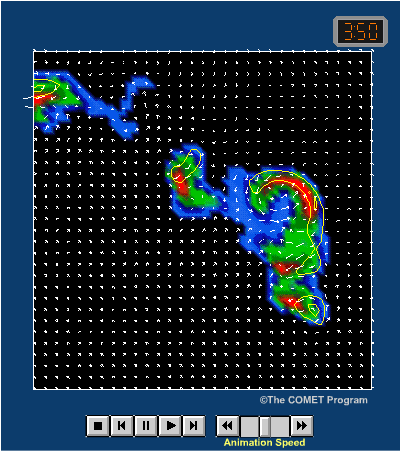 3:50
©The COMET Program
Animation Speed